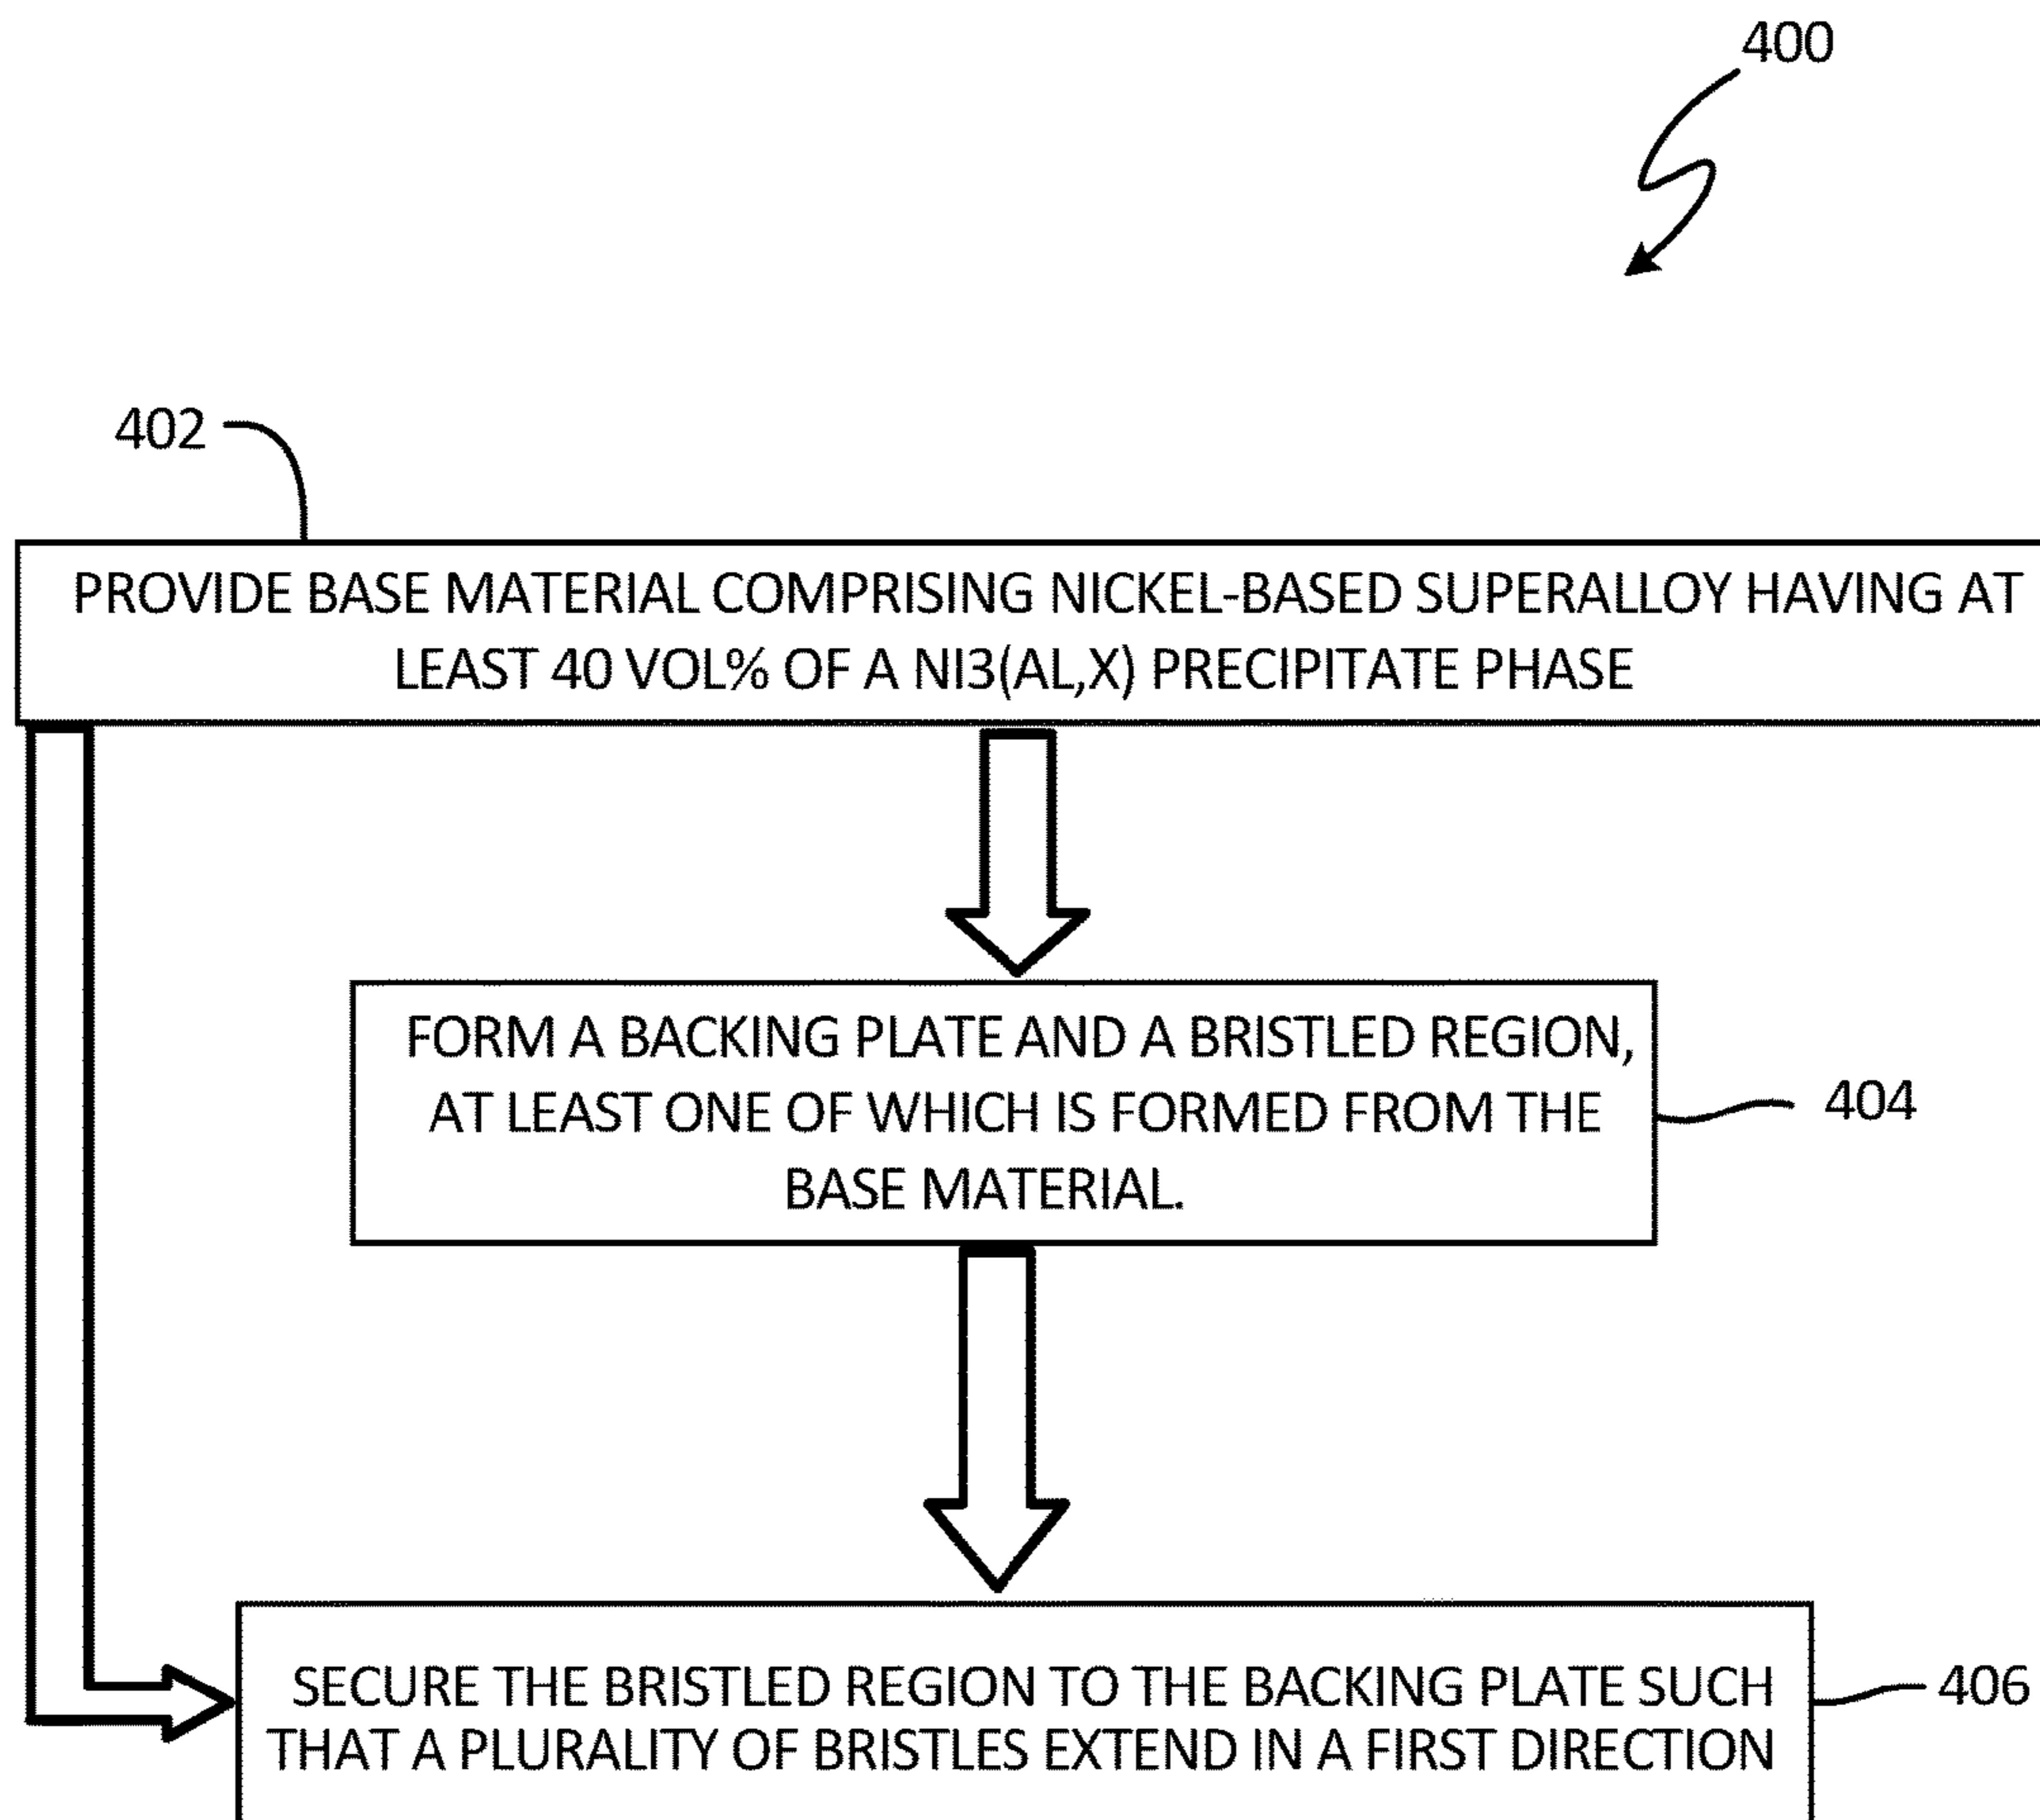 400
402
PROVIDE BASE MATERIAL COMPRISING NICKEL-BASED SUPERALLOY HAVING AT
LEAST 40 VOL% OF A NI3(AL,X) PRECIPITATE PHASE
FORM A BACKING PLATE AND A BRISTLED REGION,
AT LEAST ONE OF WHICH IS FORMED FROM THE
BASE MATERIAL.
404
SECURE THE BRISTLED REGION TO THE BACKING PLATE SUCH
THAT A PLURALITY OF BRISTLES EXTEND IN A FIRST DIRECTION
406